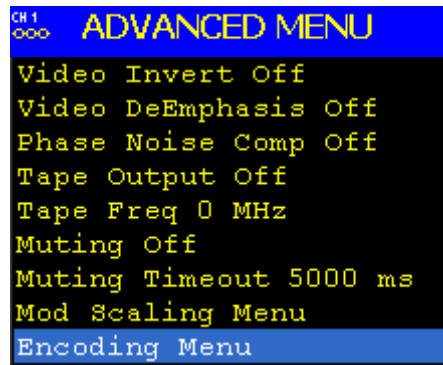 CH 1
ooo ADVANCED MENU
Video Invert Off
Video DeEmphasis Off
Phase Noise Comp Off
Tape Output Off
Tape Freq 0 MHz
Muting Off
Muting Timeout 5000 ms
Mod Scaling Menu
Encoding Menu